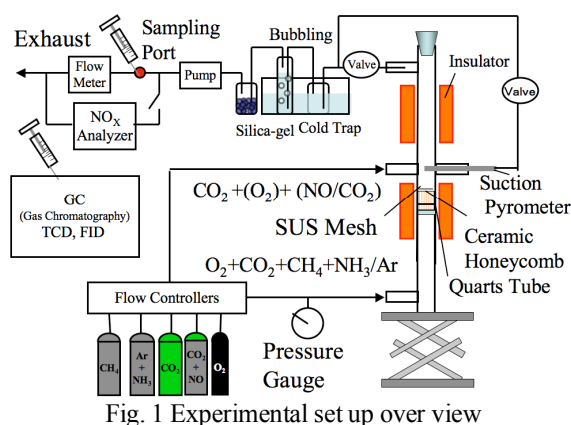 Exhaust
Sampling
Port
Bubbling
Flow
Meter
Pump
Valve
Insulator
Valve
NOX
Analyzer
Silica-gel
Cold Trap
GC
(Gas Chromatography)
TCD, FID
CO2 +(O2)+ (NO/CO2)
Suction
Pyrometer
SUS Mesh
Ceramic
Honeycomb
O2+CO2+CH4+NH3/Ar
Quarts Tube
Flow Controllers
Pressure
Gauge
CH4
Ar
+
NH3
CO2
CO2
+
NO
O2
Fig. 1 Experimental set up over view